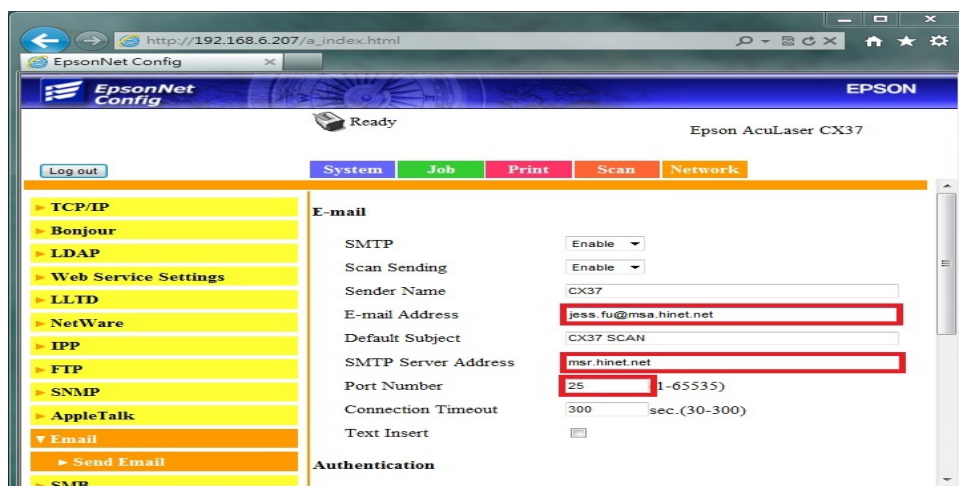 http://192.168.6.207/a_index.html
EpsonNet Config
EpsonNet
Config
EPSON
Ready
Epson AcuLaser CX37
Log out
System Job Print Scan Network
TCP/IP
Bonjour
LDAP
Web Service Settings
LLTD
NetWare
IPP
FTP
SNMP
AppleTalk
Email
Send Email
SMB
E-mail
SMTP Enable
Scan Sending Enable
Sender Name CX37
E-mail Address jess.fu@msa.hinet.net
Default Subject CX37 SCAN
SMTP Server Address msr.hinet.net
Port Number 25 1-65535)
Connection Timeout 300 sec.(30-300)
Text Insert
Authentication